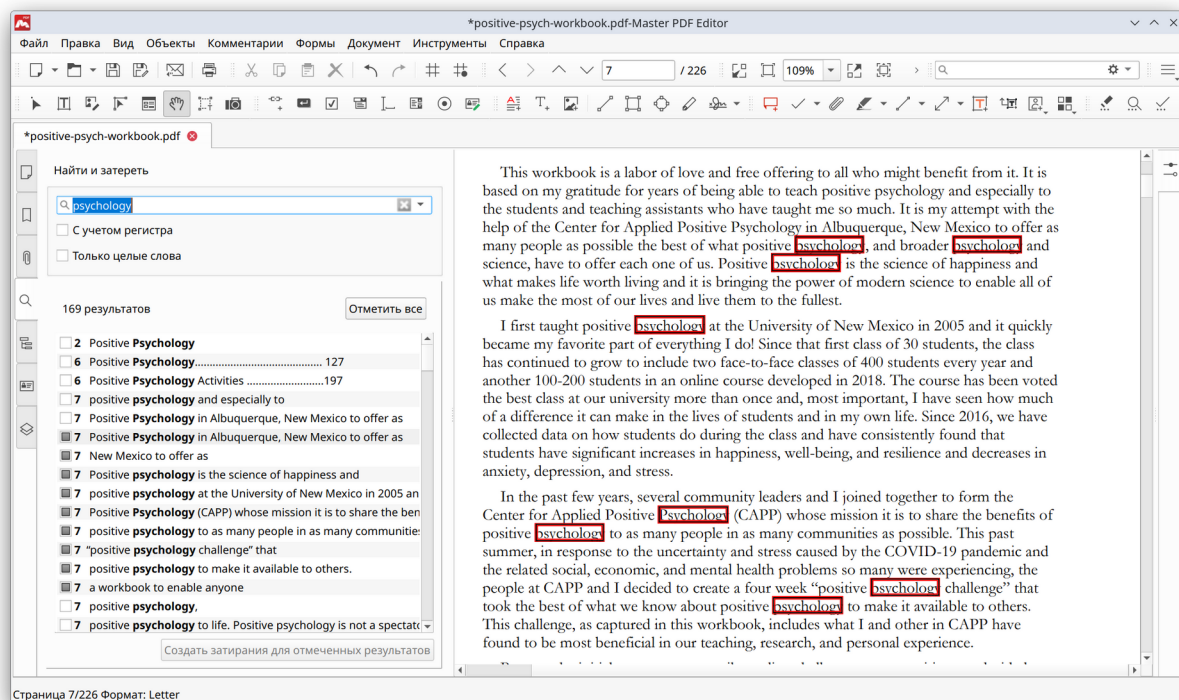 *positive-psych-workbook.pdf-Master PDF Editor
Файл Правка Вид Объекты Комментарии Формы Документ Инструменты Справка
7 / 226 109%
*positive-psych-workbook.pdf
Найти и затереть
psychology
С учетом регистра
Только целые слова
169 результатов
Отметить все
2 Positive Psychology
6 Positive Psychology............................................ 127
6 Positive Psychology Activities ........................197
7 psychology and especially to
7 Positive Psychology in Albuquerque, New Mexico to offer as
7 Positive Psychology in Albuquerque, New Mexico to offer as
7 New Mexico to offer as
7 Positive psychology is the science of happiness and
7 positive psychology at the University of New Mexico in 2005 an
7 Positive Psychology (CAPP) whose mission it is to share the ben
7 positive psychology to as many people in as many communitie
7 “positive psychology challenge” that
7 positive psychology to make it available to others.
7 a workbook to enable anyone
7 positive psychology,
7 positive psychology to life. Positive psychology is not a spectato
Создать затирания для отмеченных результатов
This workbook is a labor of love and free offering to all who might benefit from it. It is
based on my gratitude for years of being able to teach positive psychology and especially to
the students and teaching assistants who have taught me so much. It is my attempt with the
help of the Center for Applied Positive Psychology in Albuquerque, New Mexico to offer as
many people as possible the best of what positive psychology, and broader psychology and
science, have to offer each one of us. Positive psychology is the science of happiness and
what makes life worth living and it is bringing the power of modern science to enable all of
us make the most of our lives and live them to the fullest.
I first taught positive psychology at the University of New Mexico in 2005 and it quickly
became my favorite part of everything I do! Since that first class of 30 students, the class
has continued to grow to include two face-to-face classes of 400 students every year and
another 100-200 students in an online course developed in 2018. The course has been voted
the best class at our university more than once and, most important, I have seen how much
of a difference it can make in the lives of students and in my own life. Since 2016, we have
collected data on how students do during the class and have consistently found that
students have significant increases in happiness, well-being, and resilience and decreases in
anxiety, depression, and stress.
In the past few years, several community leaders and I joined together to form the
Center for Applied Positive Psychology (CAPP) whose mission it is to share the benefits of
positive psychology to as many people in as many communities as possible. This past
summer, in response to the uncertainty and stress caused by the COVID-19 pandemic and
the related social, economic, and mental health problems so many were experiencing, the
people at CAPP and I decided to create a four week “positive psychology challenge” that
took the best of what we know about positive psychology to make it available to others.
This challenge, as captured in this workbook, includes what I and other in CAPP have
found to be most beneficial in our teaching, research, and personal experience.
Страница 7/226 Формат: Letter